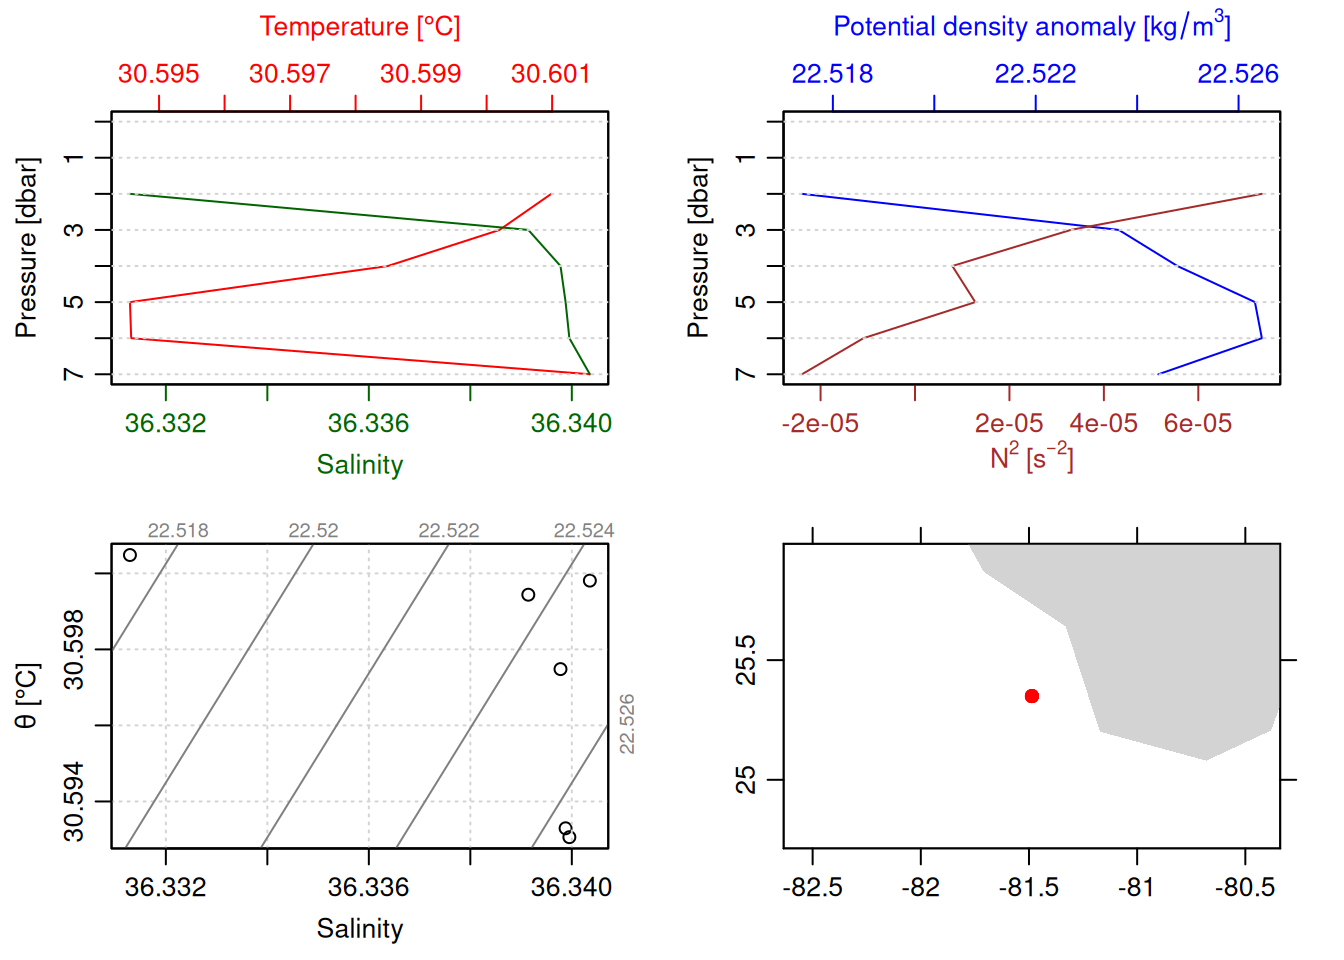 Temperature [°C]
30.595 30.597 30.599 30.601
Pressure [dbar]
1
3
5
7
36.332 36.336 36.340
Salinity
Potential density anomaly [kg/m³]
22.518 22.522 22.526
Pressure [dbar]
1
3
5
7
-2e-05 2e-05 4e-05 6e-05
N² [s⁻²]
22.518 22.52 22.522 22.524
22.526
θ [°C]
30.598
30.594
36.332 36.336 36.340
Salinity
25.5
25
-82.5 -82 -81.5 -81 -80.5